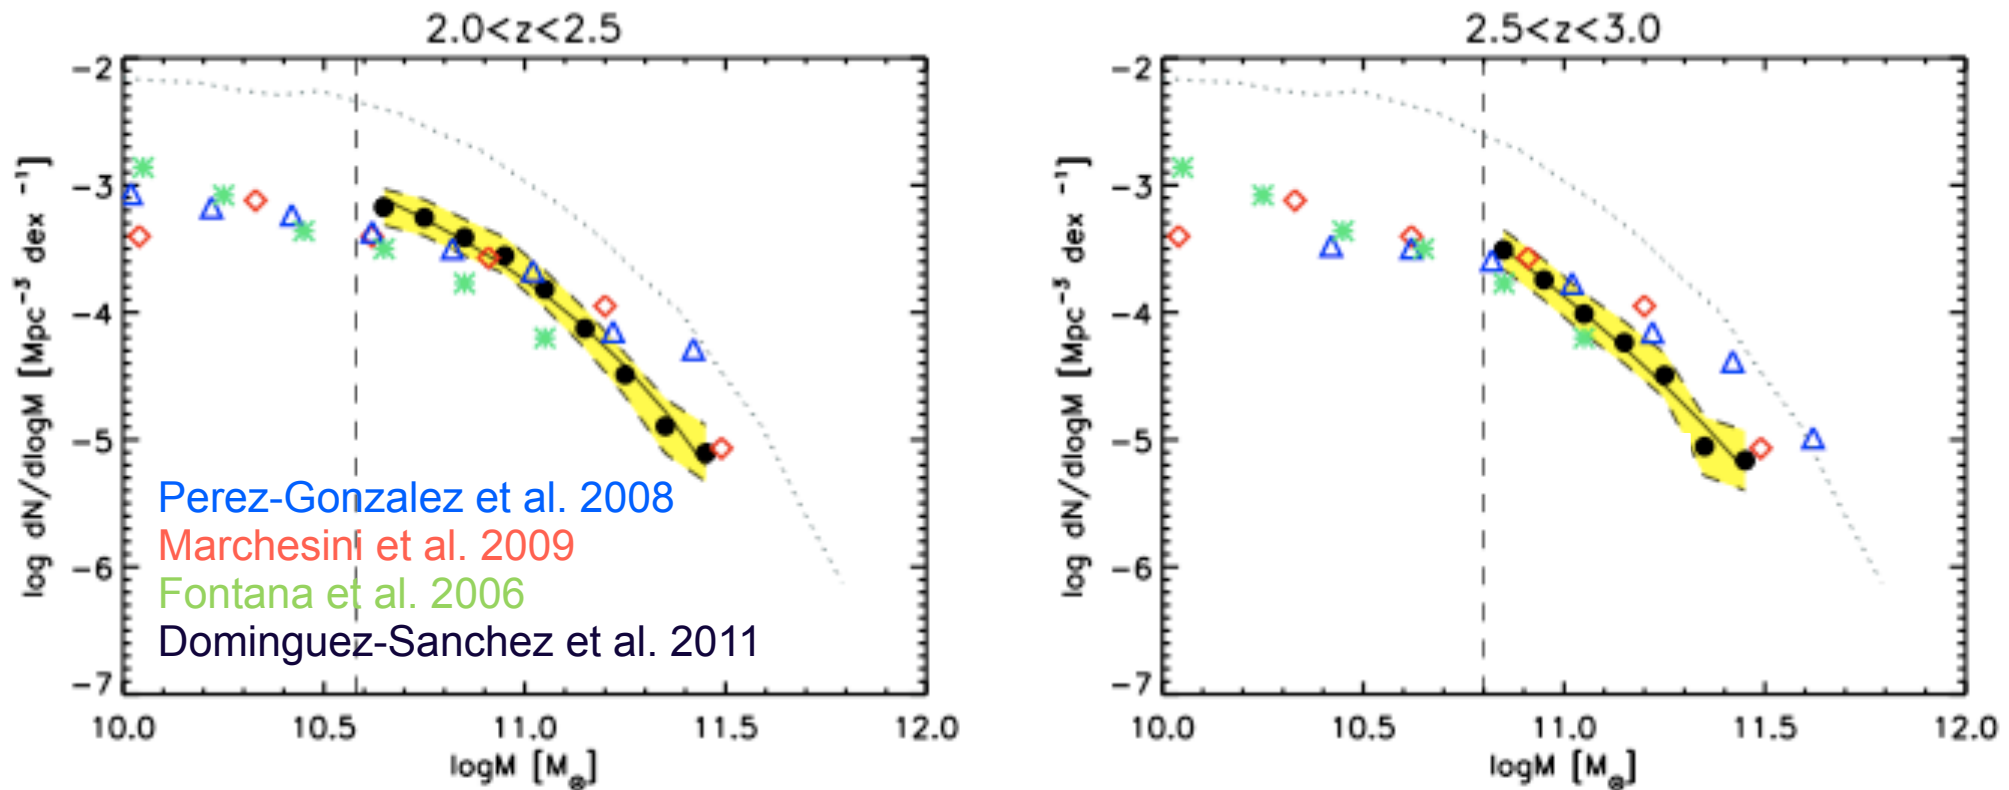 2.0<z<2.5
log dN/dlogM [Mpc⁻³ dex ⁻¹]
−2
−3
−4
−5
−6
−7
Perez-Gonzalez et al. 2008
Marchesini et al. 2009
Fontana et al. 2006
Dominguez-Sanchez et al. 2011
10.0 10.5 11.0 11.5 12.0
logM [M⊙]
2.5<z<3.0
log dN/dlogM [Mpc⁻³ dex ⁻¹]
−2
−3
−4
−5
−6
−7
10.0 10.5 11.0 11.5 12.0
logM [M⊙]